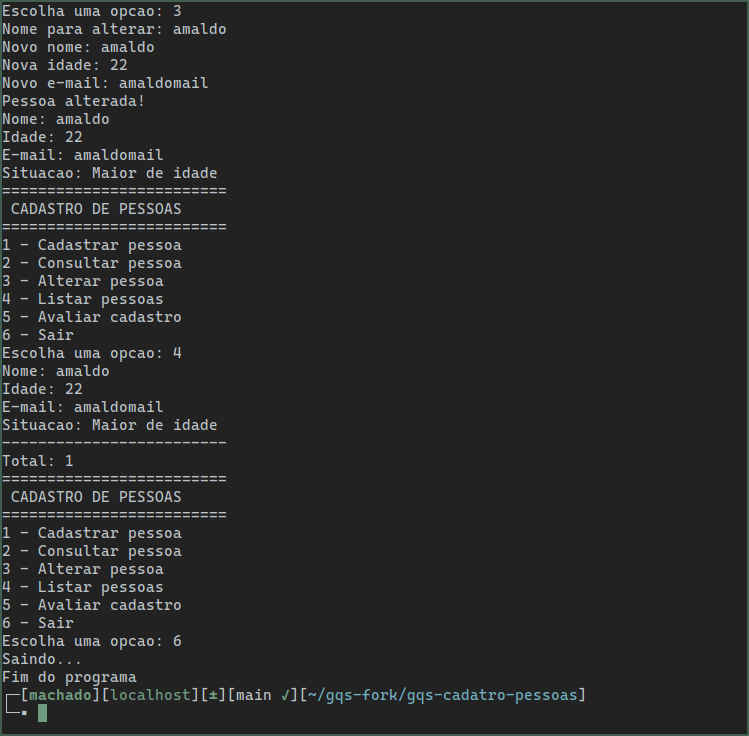 Escolha uma opcao: 3
Nome para alterar: amaldo
Novo nome: amaldo
Nova idade: 22
Novo e-mail: amaldomail
Pessoa alterada!
Nome: amaldo
Idade: 22
E-mail: amaldomail
Situacao: Maior de idade
=========================
CADASTRO DE PESSOAS
=========================
1 - Cadastrar pessoa
2 - Consultar pessoa
3 - Alterar pessoa
4 - Listar pessoas
5 - Avaliar cadastro
6 - Sair
Escolha uma opcao: 4
Nome: amaldo
Idade: 22
E-mail: amaldomail
Situacao: Maior de idade
-------------------------
Total: 1
=========================
CADASTRO DE PESSOAS
=========================
1 - Cadastrar pessoa
2 - Consultar pessoa
3 - Alterar pessoa
4 - Listar pessoas
5 - Avaliar cadastro
6 - Sair
Escolha uma opcao: 6
Saindo...
Fim do programa
┌─[machado][localhost][±][main ✓][~/gqs-fork/gqs-cadatro-pessoas]
└─▪